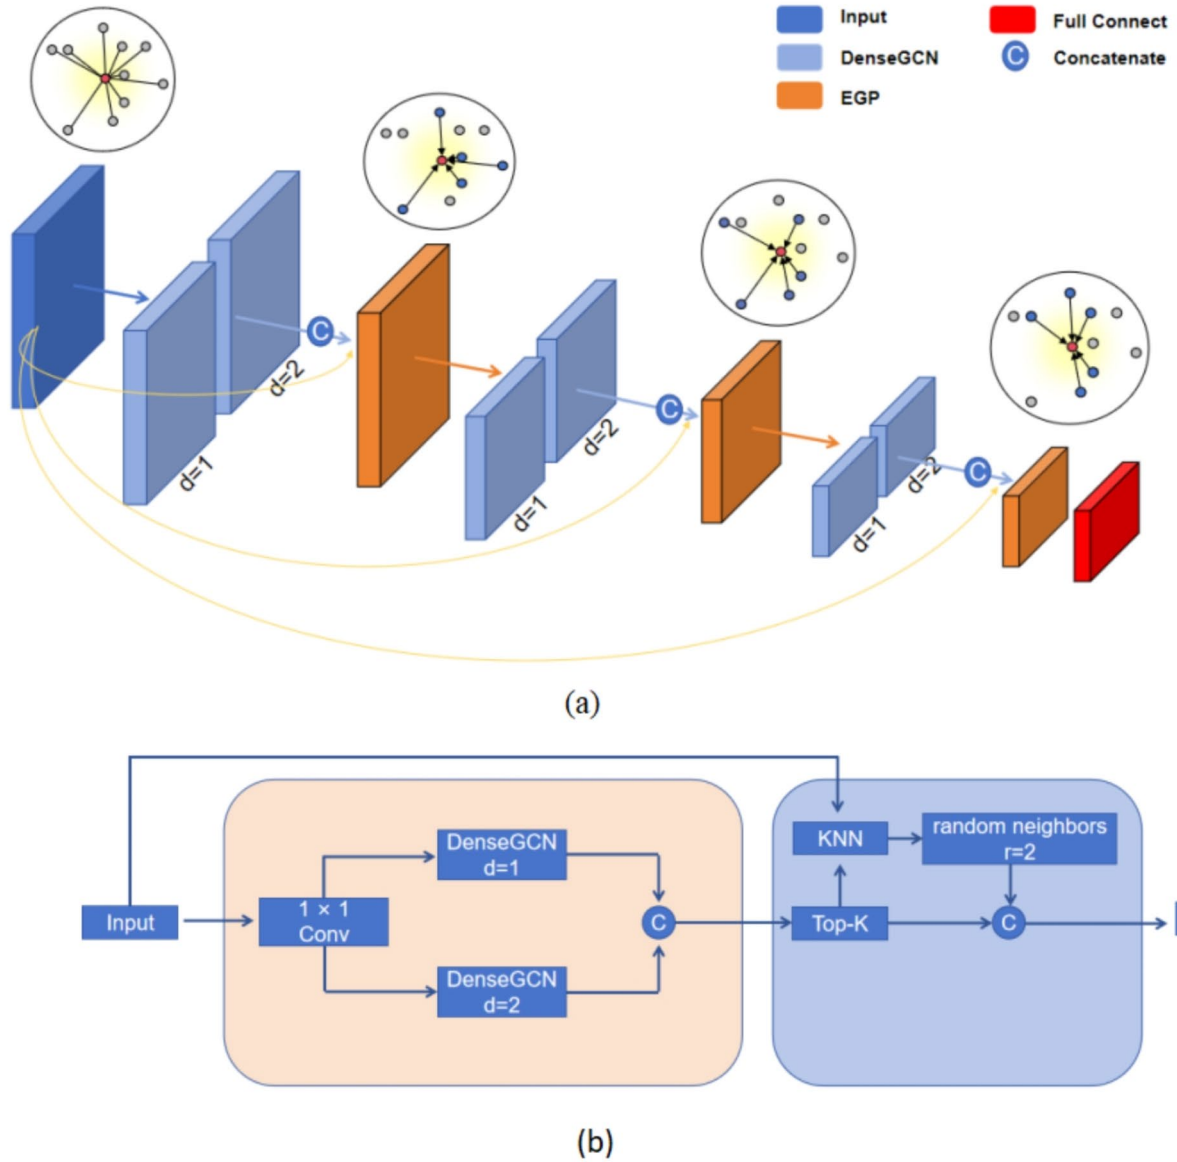 Input
Full Connect
DenseGCN
C
Concatenate
EGP
C
d=2
d=1
C
d=2
d=1
C
d=2
d=1
(a)
Input
1 × 1
Conv
DenseGCN
d=1
DenseGCN
d=2
C
KNN
random neighbors
r=2
Top-K
C
(b)